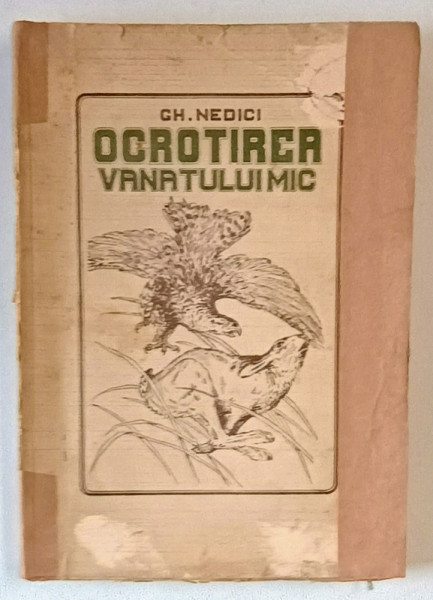 GH. NEDICI
OCROTIREA
VANATULUI MIC